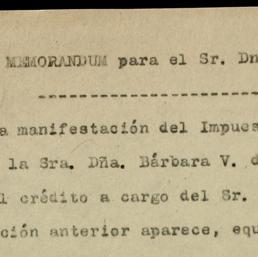 MEMORANDUM para el Sr. Dn
--------------------
a manifestación del Impue
la Sra. Dña. Bárbara V. d
l crédito a cargo del Sr.
ción anterior aparece, equ